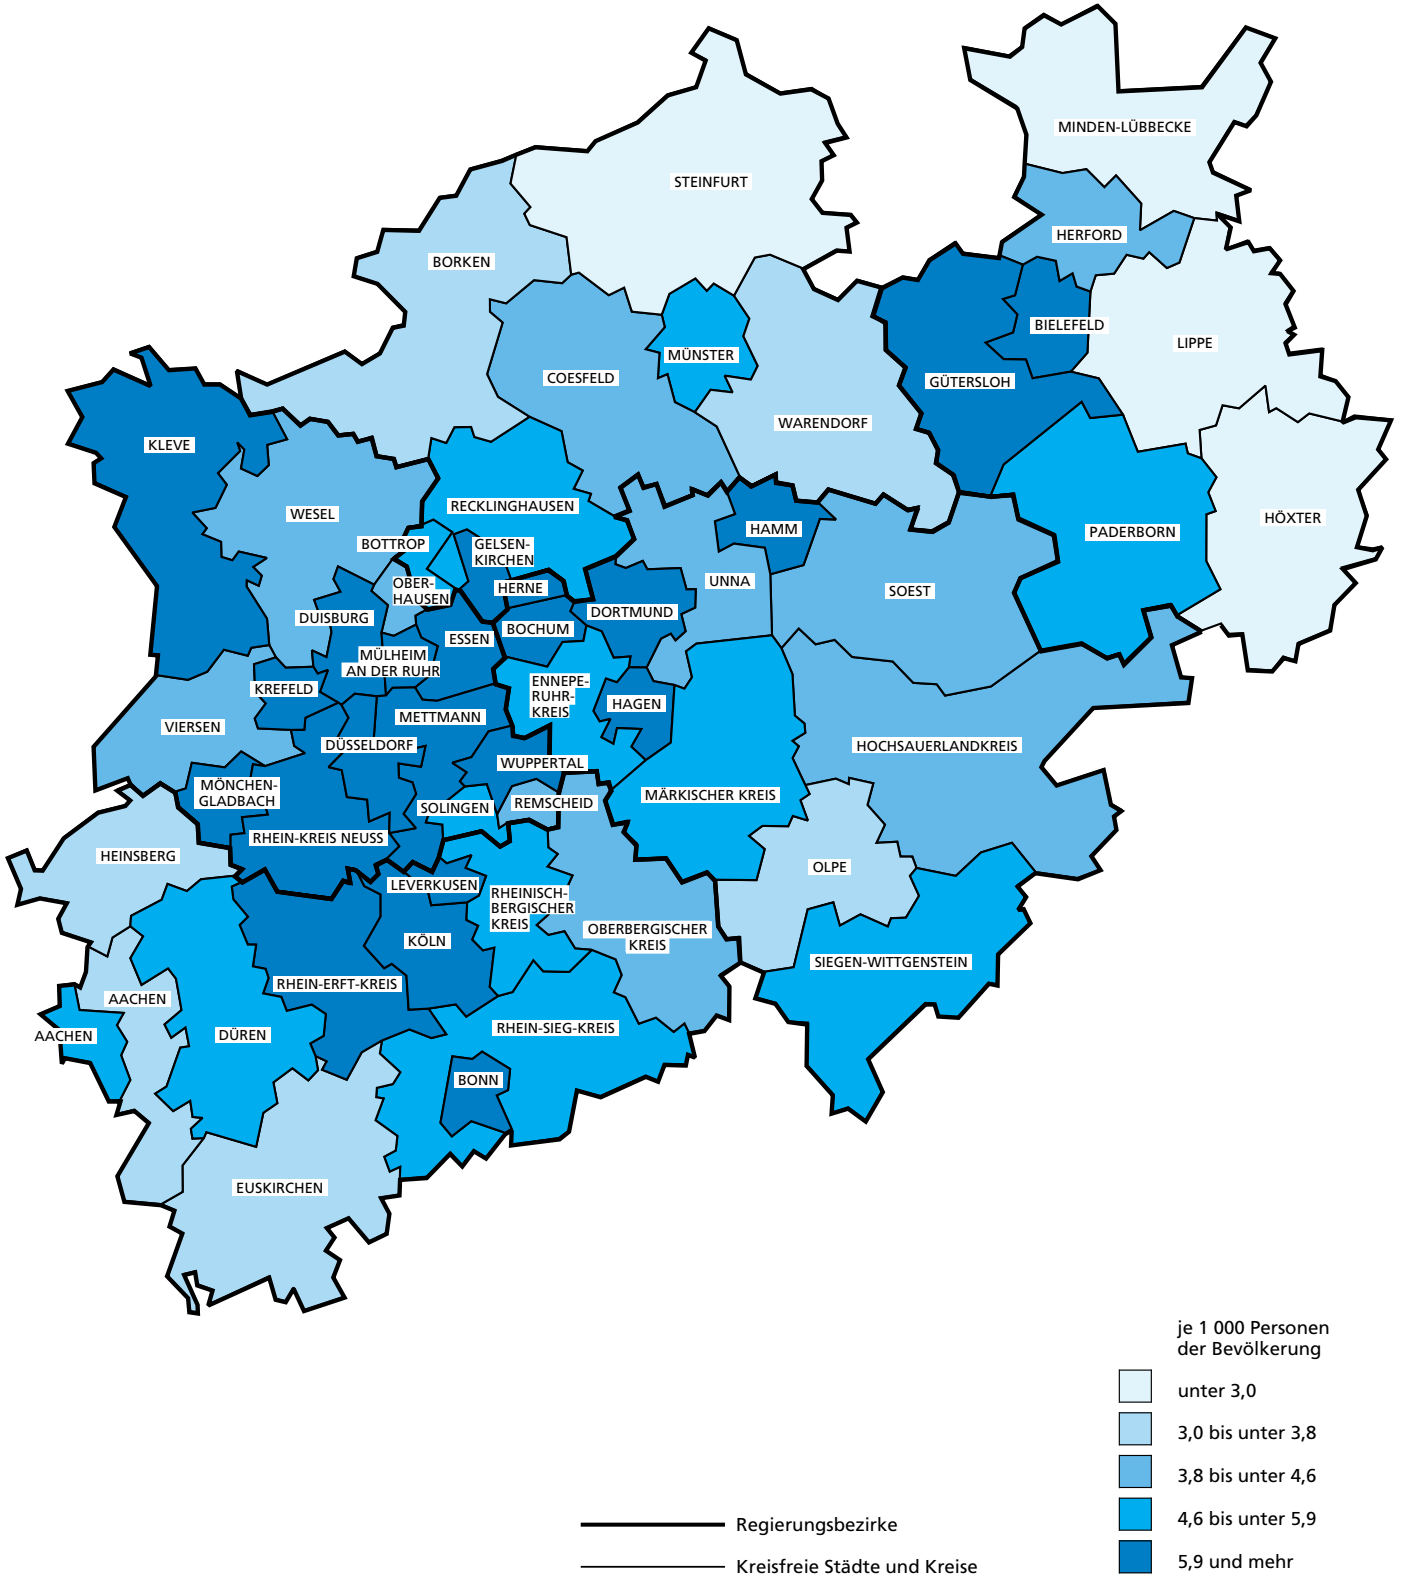 MINDEN-LÜBBECKE
STEINFURT
HERFORD
BORKEN
BIELEFELD
LIPPE
MÜNSTER
COESFELD
GÜTERSLOH
WARENDORF
KLEVE
RECKLINGHAUSEN
WESEL
HÖXTER
HAMM
PADERBORN
BOTTROP
GELSEN-
KIRCHEN
OBER-
HAUSEN
UNNA
HERNE
SOEST
DORTMUND
DUISBURG
BOCHUM
ESSEN
MÜLHEIM
AN DER RUHR
ENNEPE-
RUHR-
KREIS
KREFELD
HAGEN
METTMANN
VIERSEN
DÜSSELDORF
HOCHSAUERLANDKREIS
WUPPERTAL
MÖNCHEN-
GLADBACH
MÄRKISCHER KREIS
REMSCHEID
SOLINGEN
RHEIN-KREIS NEUSS
HEINSBERG
OLPE
LEVERKUSEN
RHEINISCH-
BERGISCHER
KREIS
OBERBERGISCHER
KREIS
KÖLN
SIEGEN-WITTGENSTEIN
RHEIN-ERFT-KREIS
AACHEN
RHEIN-SIEG-KREIS
AACHEN
DÜREN
BONN
EUSKIRCHEN
je 1 000 Personen
der Bevölkerung
unter 3,0
3,0 bis unter 3,8
3,8 bis unter 4,6
4,6 bis unter 5,9
5,9 und mehr
Regierungsbezirke
Kreisfreie Städte und Kreise